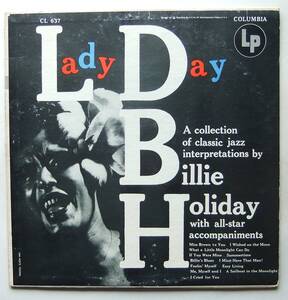 CL 637
COLUMBIA
Lp
Lady Day
A collection
of classic jazz
interpretations by
Billie
Holiday
with all-star
accompaniments
Miss Brown to You I Wished on the Moon
What a Little Moonlight Can Do
If You Were Mine Summertime
Billie's Blues I Must Have That Man!
Foolin' Myself Easy Living
Me, Myself and I A Sailboat in the Moonlight
I Cried for You